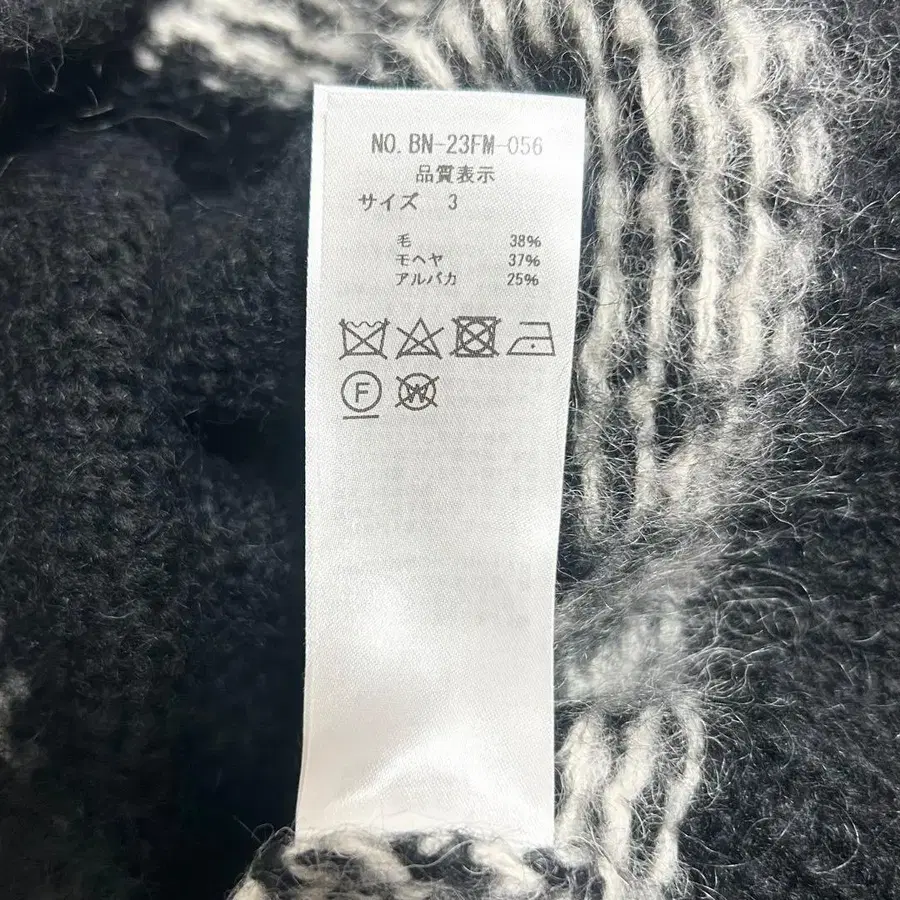 NO. BN-23FM-056
品質表示
サイズ 3
毛 38%
モヘヤ 37%
アルパカ 25%
F W